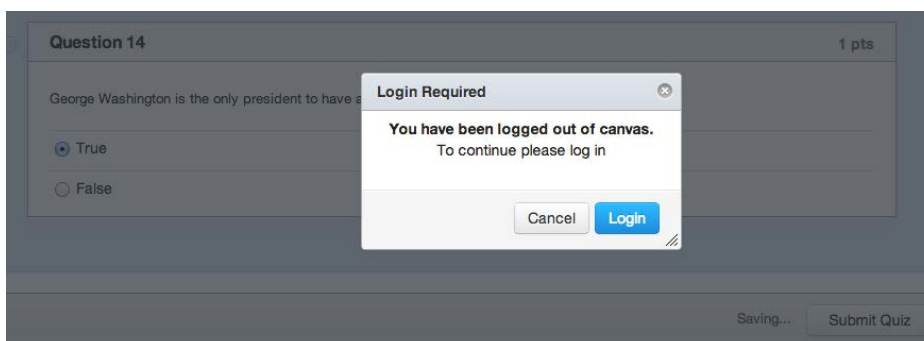 Question 14
1 pts
George Washington is the only president to have a
Login Required
You have been logged out of canvas.
To continue please log in
True
False
Cancel
Login
Saving...
Submit Quiz